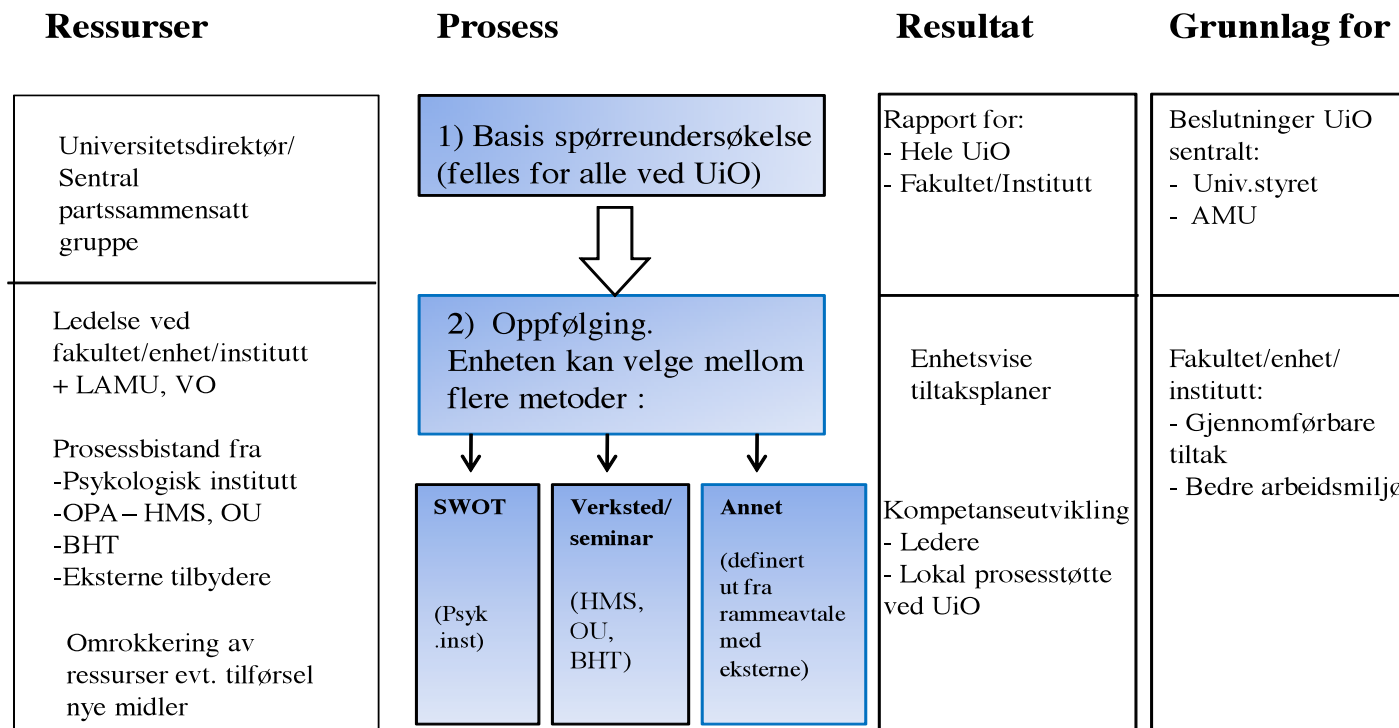 Ressurser
Prosess
Resultat
Grunnlag for
Universitetsdirektør/
Sentral
partssammensatt
gruppe
Ledelse ved
fakultet/enhet/institutt
+ LAMU, VO
Prosessbistand fra
-Psykologisk institutt
-OPA – HMS, OU
-BHT
-Eksterne tilbydere
Omrokkering av
ressurser evt. tilførsel
nye midler
1) Basis spørreundersøkelse
(felles for alle ved UiO)
2) Oppfølging.
Enheten kan velge mellom
flere metoder :
SWOT
(Psyk
.inst)
Verksted/
seminar
(HMS,
OU,
BHT)
Annet
(definert
ut fra
rammeavtale
med
eksterne)
Rapport for:
- Hele UiO
- Fakultet/Institutt
Enhetsvise
tiltaksplaner
Kompetanseutvikling
- Ledere
- Lokal prosesstøtte
ved UiO
Beslutninger UiO
sentralt:
- Univ.styret
- AMU
Fakultet/enhet/
institutt:
- Gjennomførbare
tiltak
- Bedre arbeidsmiljø